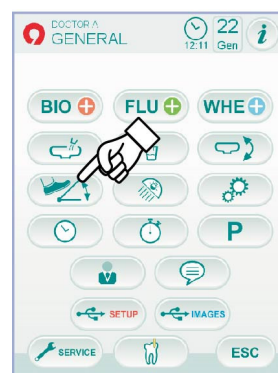 DOCTOR A
GENERAL
12:11
22
Gen
i
BIO
FLU
WHE
P
SETUP
IMAGES
SERVICE
ESC